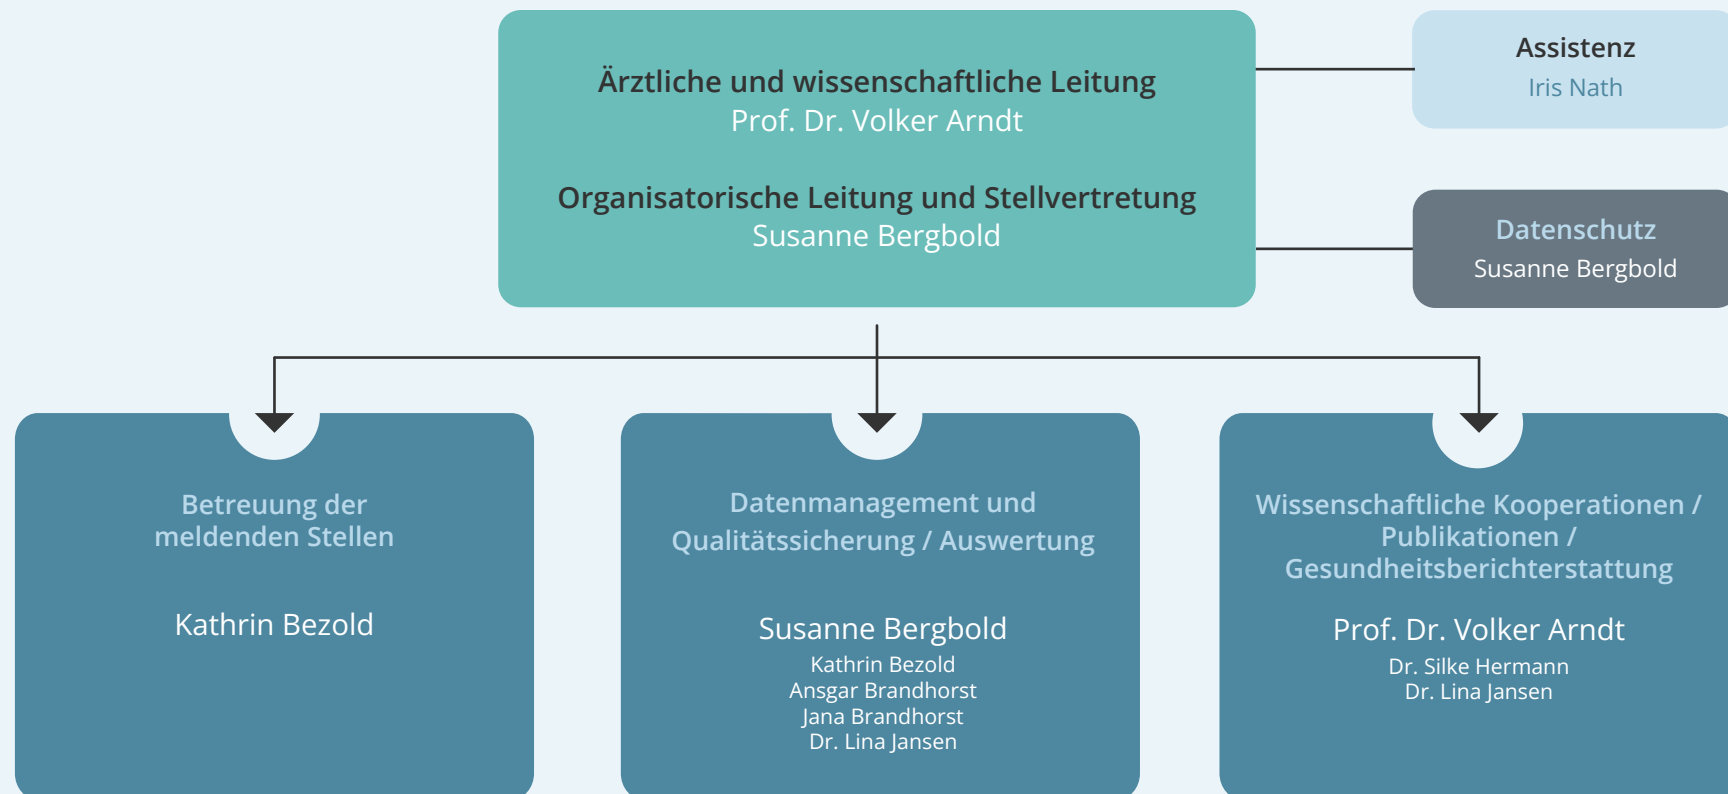 Ärztliche und wissenschaftliche Leitung
Prof. Dr. Volker Arndt
Organisatorische Leitung und Stellvertretung
Susanne Bergbold
Assistenz
Iris Nath
Datenschutz
Susanne Bergbold
Betreuung der
meldenden Stellen
Kathrin Bezold
Datenmanagement und
Qualitätssicherung / Auswertung
Susanne Bergbold
Kathrin Bezold
Ansgar Brandhorst
Jana Brandhorst
Dr. Lina Jansen
Wissenschaftliche Kooperationen /
Publikationen /
Gesundheitsberichterstattung
Prof. Dr. Volker Arndt
Dr. Silke Hermann
Dr. Lina Jansen